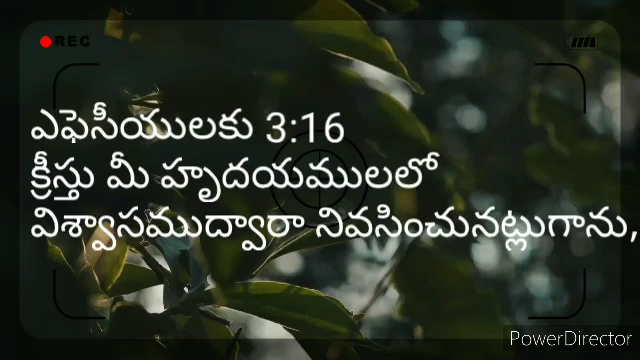 REC
ఎఫెసీయులకు 3:16
క్రీస్తు మీ హృదయములలో
విశ్వాసముద్వారా నివసించునట్లుగాను,
PowerDirector